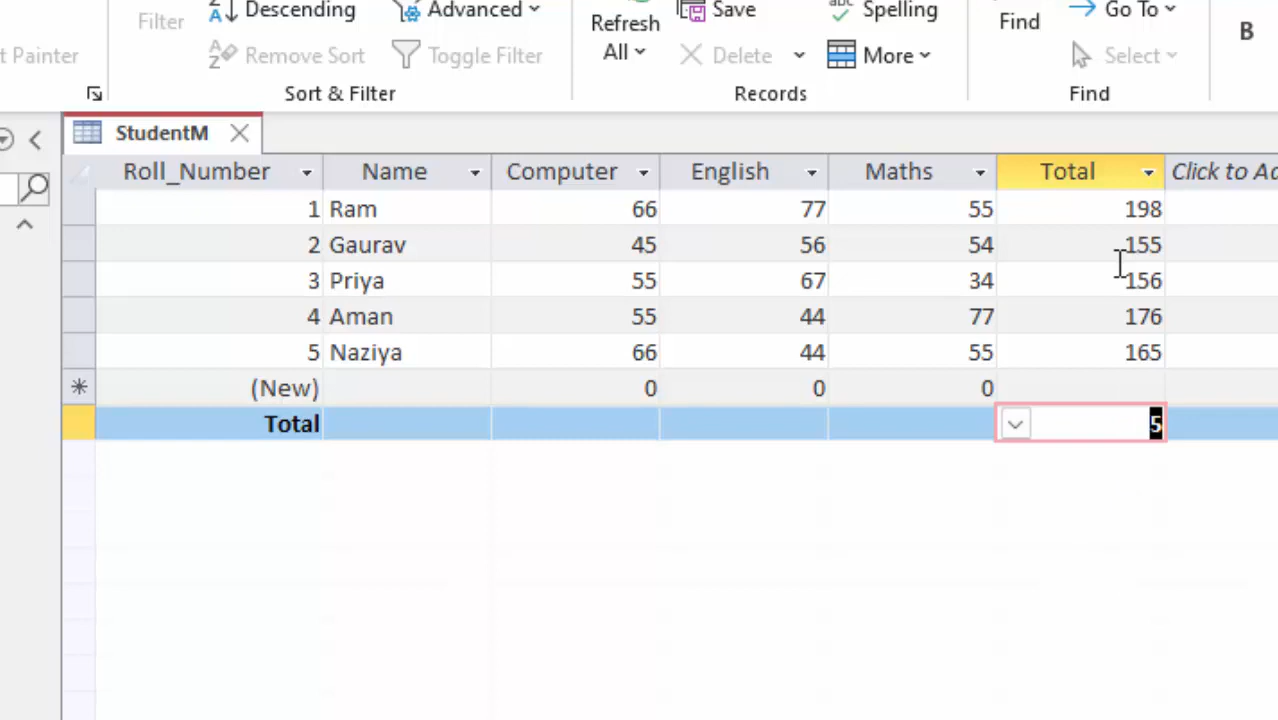 Filter Descending Advanced Refresh All Save Spelling Find Go To B
t Painter Remove Sort Toggle Filter Delete More Select
Sort & Filter Records Find
StudentM
Roll_Number Name Computer English Maths Total Click to Ad
1 Ram 66 77 55 198
2 Gaurav 45 56 54 155
3 Priya 55 67 34 156
4 Aman 55 44 77 176
5 Naziya 66 44 55 165
(New) 0 0 0
Total 5